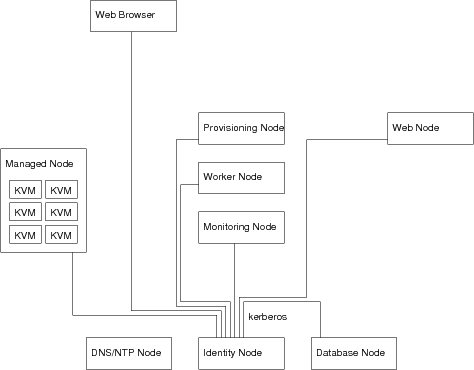 Web Browser
Provisioning Node
Web Node
Managed Node
KVM KVM
KVM KVM
KVM KVM
Worker Node
Monitoring Node
kerberos
DNS/NTP Node
Identity Node
Database Node